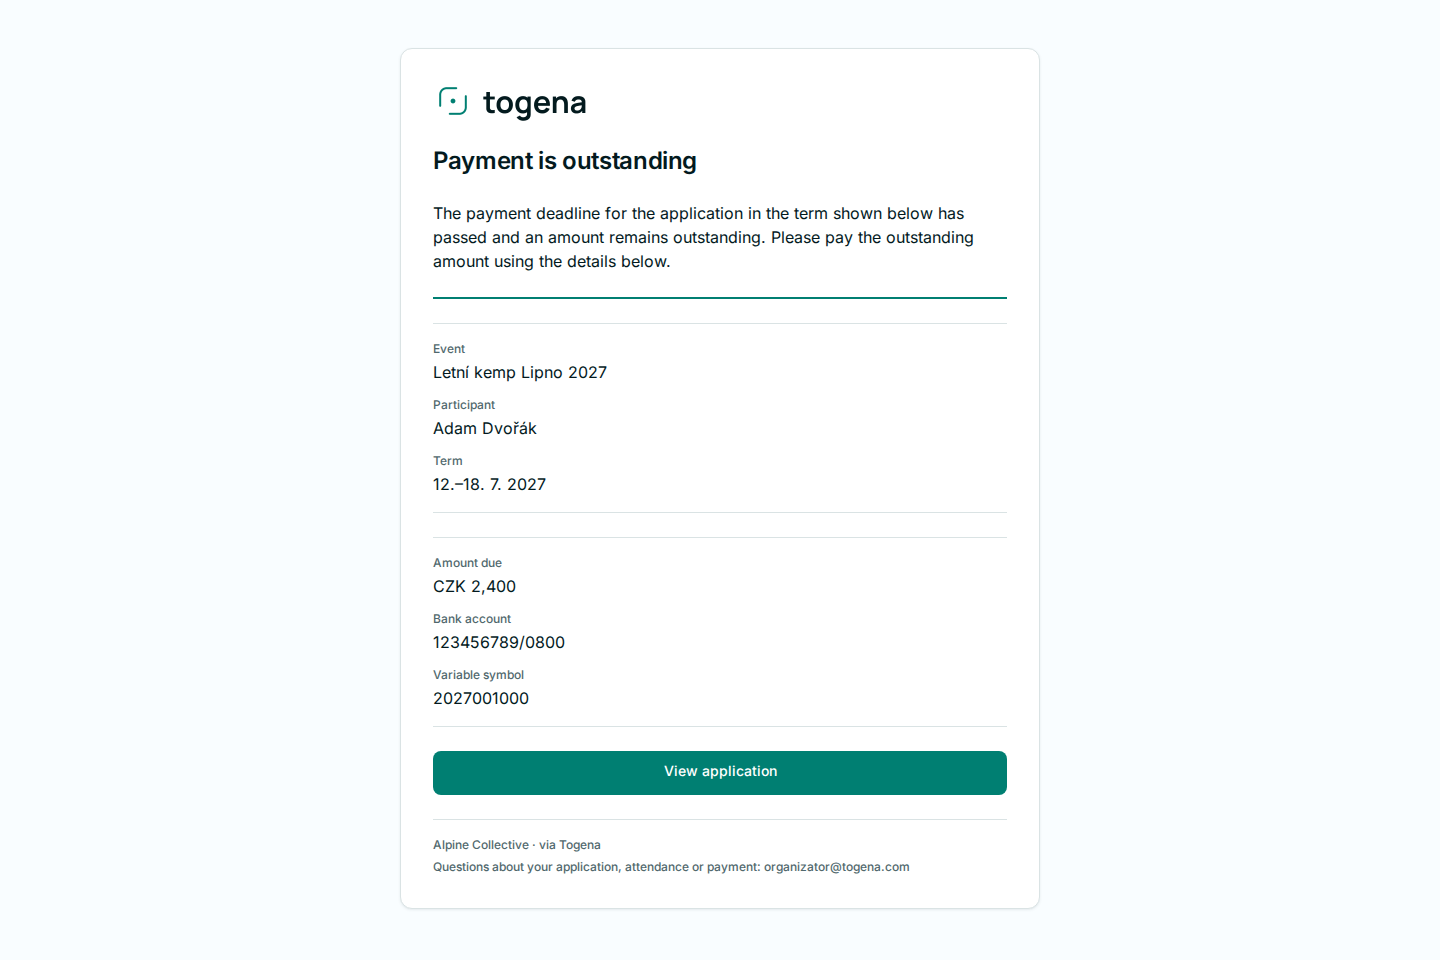 togena
Payment is outstanding
The payment deadline for the application in the term shown below has
passed and an amount remains outstanding. Please pay the outstanding
amount using the details below.
Event
Letní kemp Lipno 2027
Participant
Adam Dvořák
Term
12.–18. 7. 2027
Amount due
CZK 2,400
Bank account
123456789/0800
Variable symbol
2027001000
View application
Alpine Collective · via Togena
Questions about your application, attendance or payment: organizator@togena.com